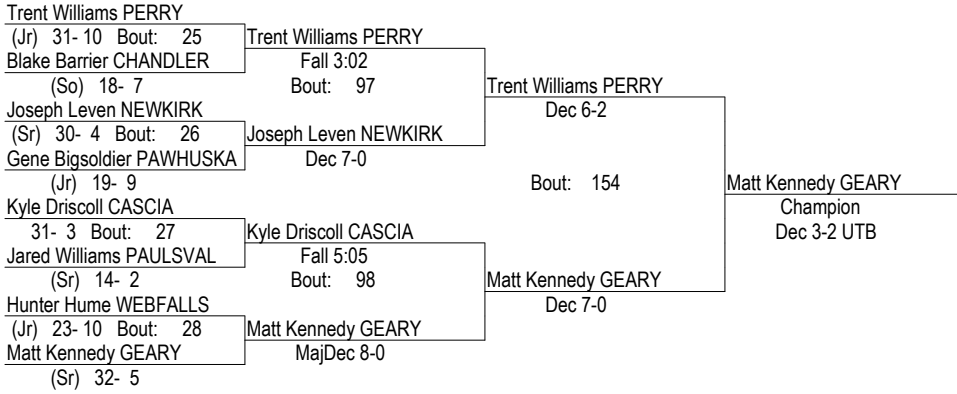 Trent Williams PERRY
(Jr) 31- 10 Bout: 25
Blake Barrier CHANDLER
(So) 18- 7
Joseph Leven NEWKIRK
(Sr) 30- 4 Bout: 26
Gene Bigsoldier PAWHUSKA
(Jr) 19- 9
Kyle Driscoll CASCIA
31- 3 Bout: 27
Jared Williams PAULSVAL
(Sr) 14- 2
Hunter Hume WEBFALLS
(Jr) 23- 10 Bout: 28
Matt Kennedy GEARY
(Sr) 32- 5
Trent Williams PERRY
Fall 3:02
Bout: 97
Joseph Leven NEWKIRK
Dec 7-0
Kyle Driscoll CASCIA
Fall 5:05
Bout: 98
Matt Kennedy GEARY
MajDec 8-0
Trent Williams PERRY
Dec 6-2
Bout: 154
Matt Kennedy GEARY
Dec 7-0
Matt Kennedy GEARY
Champion
Dec 3-2 UTB